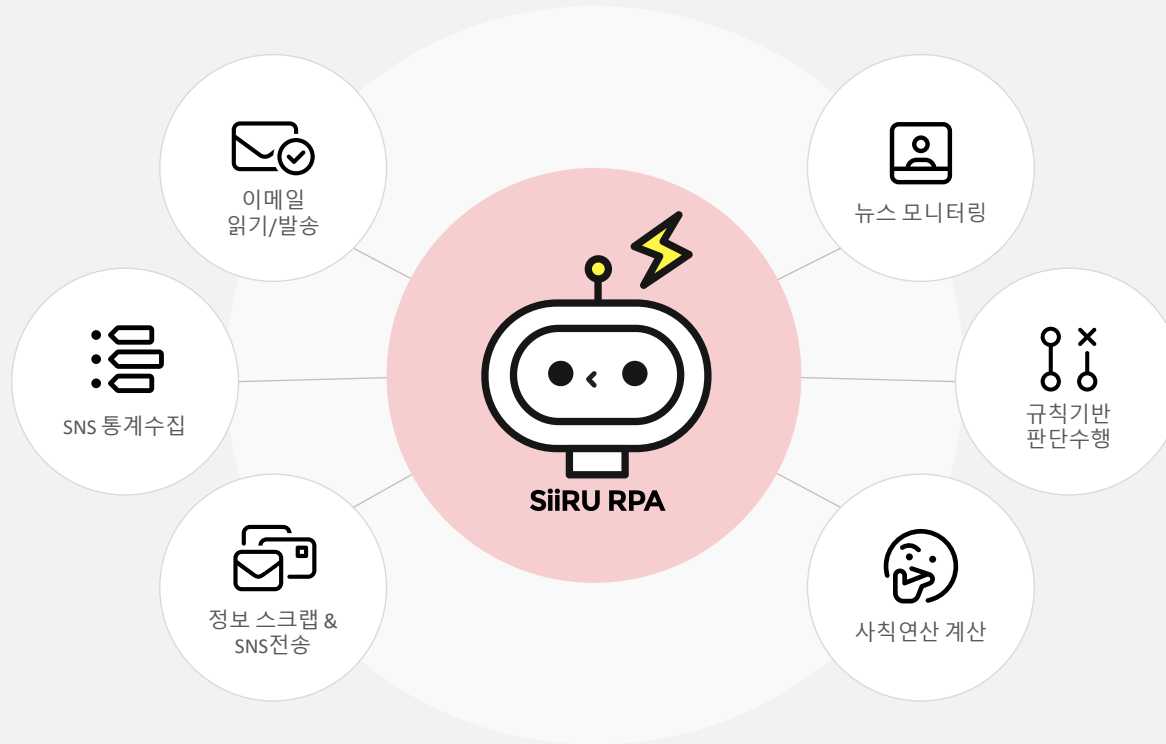 이메일
읽기/발송
뉴스 모니터링
SNS 통계수집
규칙기반
판단수행
정보 스크랩 &
SNS전송
사칙연산 계산
SiiRU RPA